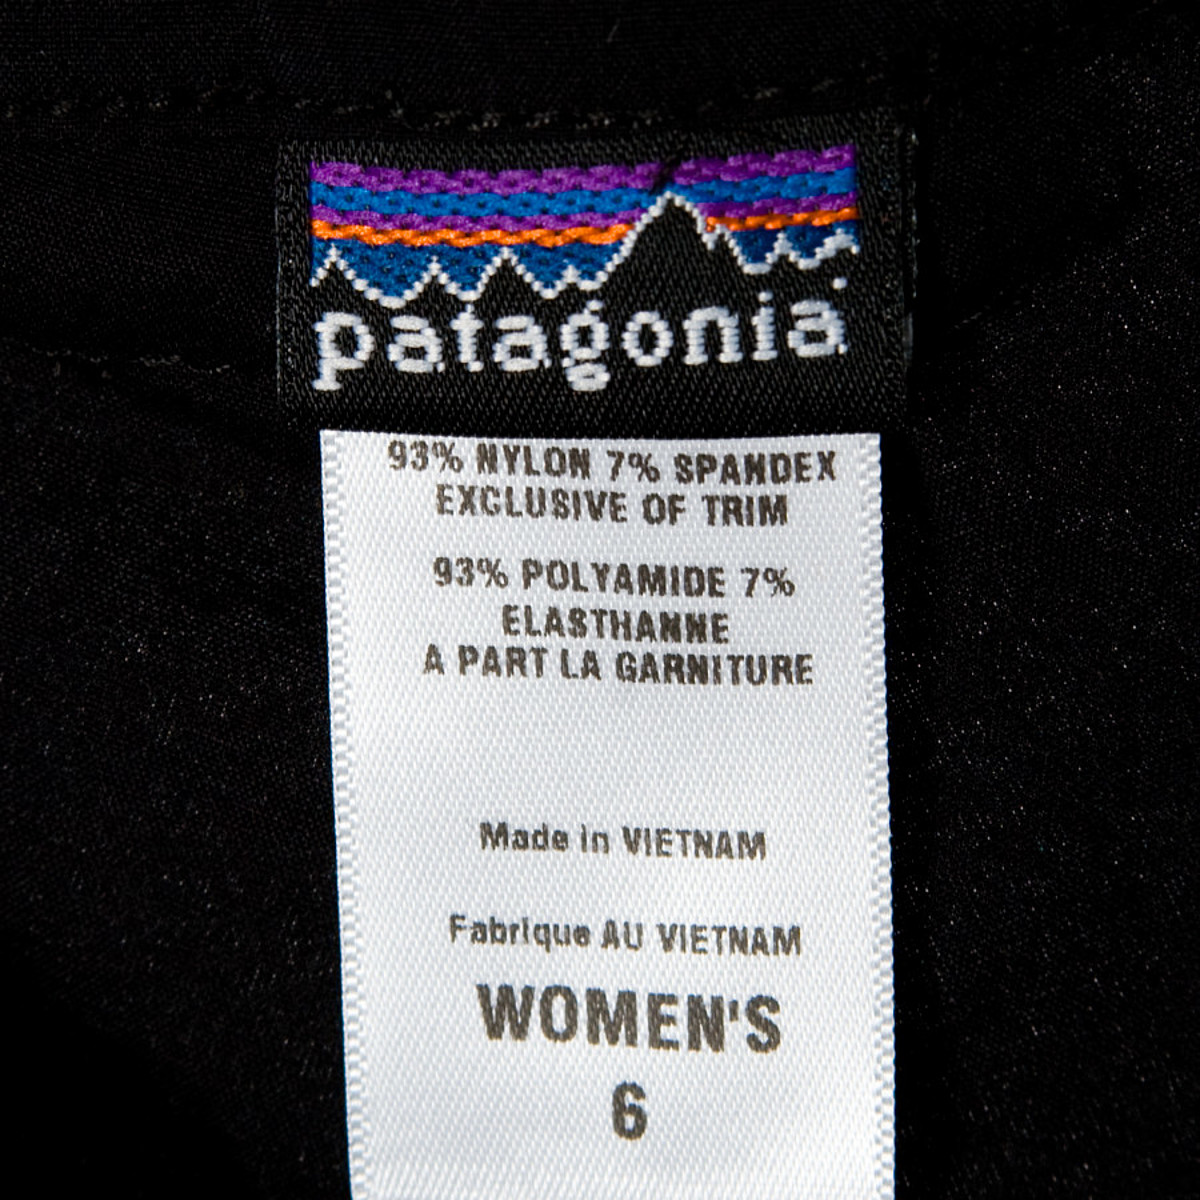 patagonia
93% NYLON 7% SPANDEX
EXCLUSIVE OF TRIM
93% POLYAMIDE 7%
ELASTHANNE
A PART LA GARNITURE
Made in VIETNAM
Fabrique AU VIETNAM
WOMEN'S
6